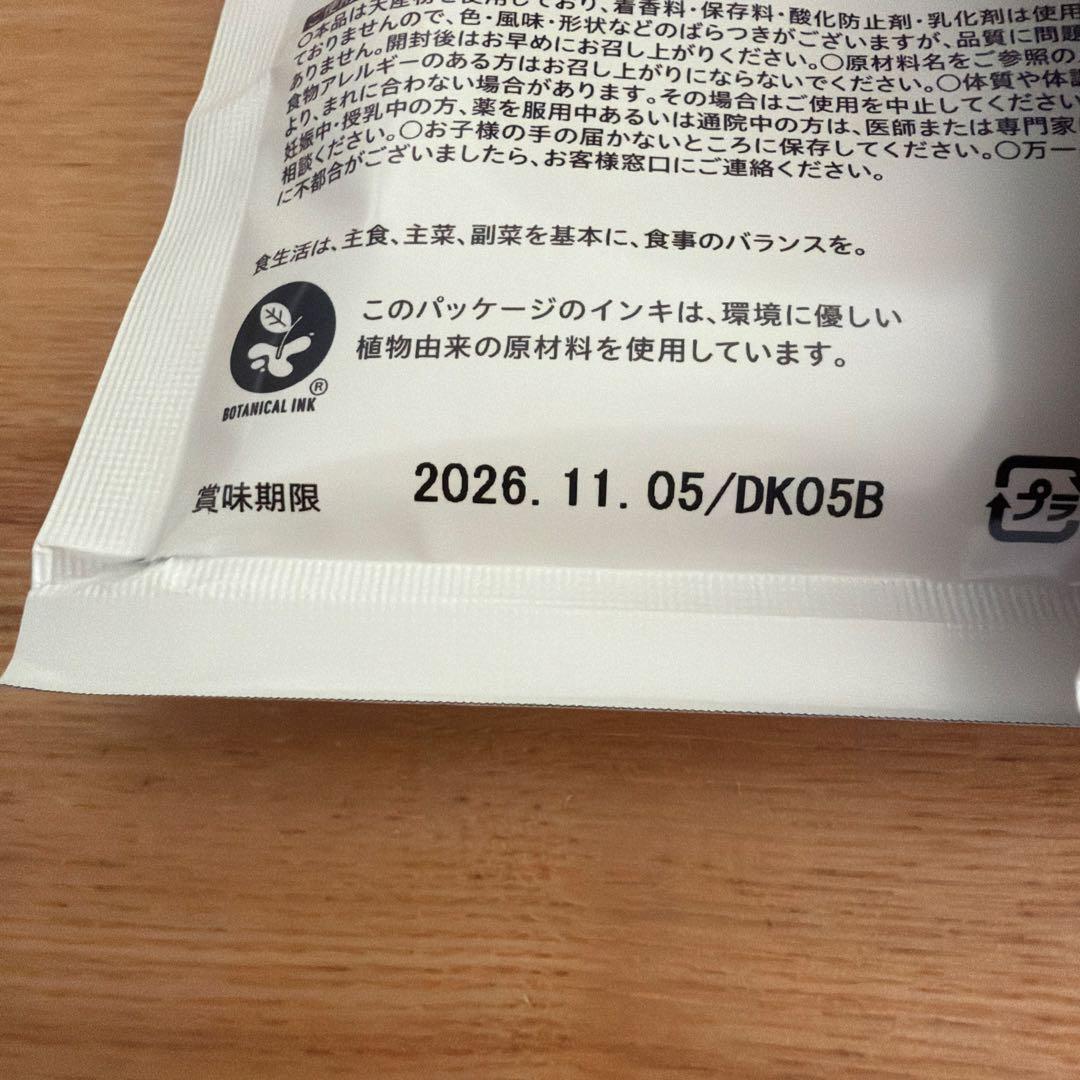 ○本品は天産物を使用しており、着香料・保存料・酸化防止剤・乳化剤は使用
ておりませんので、色・風味・形状などのばらつきがございますが、品質に問題
ありません。開封後はお早めにお召し上がりください。○原材料名をご参照の
食物アレルギーのある方はお召し上がりにならないでください。○体質や体調
より、まれに合わない場合があります。その場合はご使用を中止してください
妊娠中・授乳中の方、薬を服用中あるいは通院中の方は、医師または専門家
相談ください。○お子様の手の届かないところに保存してください。○万一
に不都合がございましたら、お客様窓口にご連絡ください。
食生活は、主食、主菜、副菜を基本に、食事のバランスを。
このパッケージのインキは、環境に優しい
植物由来の原材料を使用しています。
®
BOTANICAL INK
賞味期限 2026.11.05/DK05B
プラ